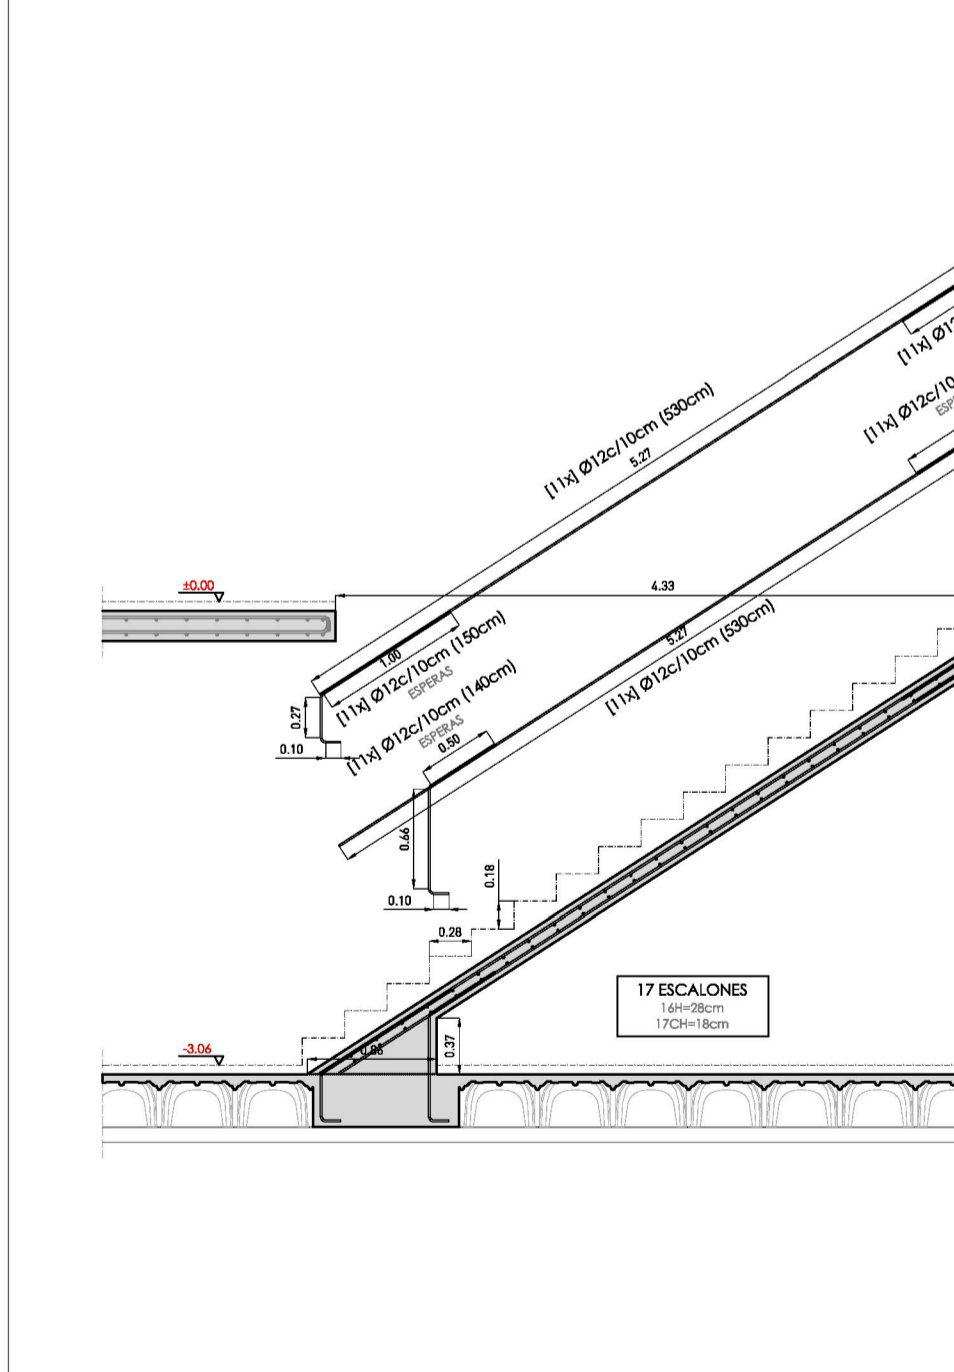 [11x] Ø12
[11x] Ø12c/10
ESP
[11x] Ø12c/10cm (530cm)
5.27
±0.00
4.33
5.27
[11x] Ø12c/10cm (530cm)
1.00
[11x] Ø12c/10cm (150cm)
ESPERAS
0.27
0.10
[11x] Ø12c/10cm (140cm)
ESPERAS
0.50
0.66
0.10
0.18
0.28
17 ESCALONES
16H=28cm
17CH=18cm
-3.06
0.86
0.37